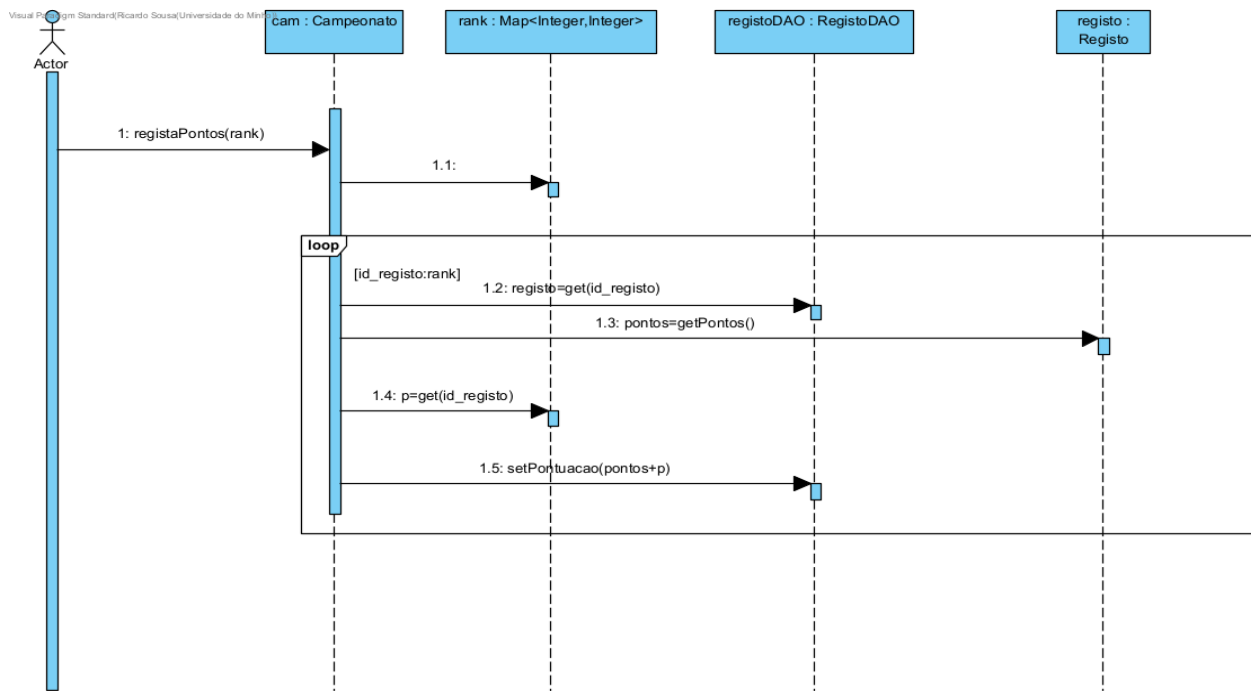 Visual Paradigm Standard(Ricardo Sousa(Universidade do Minho))
cam : Campeonato
rank : Map<Integer,Integer>
registoDAO : RegistoDAO
registo :
Registo
Actor
1: registaPontos(rank)
1.1:
loop
[id_registo:rank]
1.2: registo=get(id_registo)
1.3: pontos=getPontos()
1.4: p=get(id_registo)
1.5: setPontuacao(pontos+p)